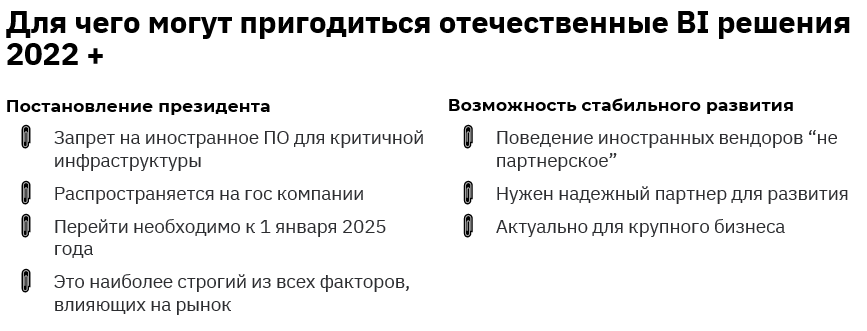 Для чего могут пригодиться отечественные BI решения
2022 +
Постановление президента
Запрет на иностранное ПО для критичной
инфраструктуры
Распространяется на гос компании
Перейти необходимо к 1 января 2025
года
Это наиболее строгий из всех факторов,
влияющих на рынок
Возможность стабильного развития
Поведение иностранных вендоров “не
партнерское”
Нужен надежный партнер для развития
Актуально для крупного бизнеса